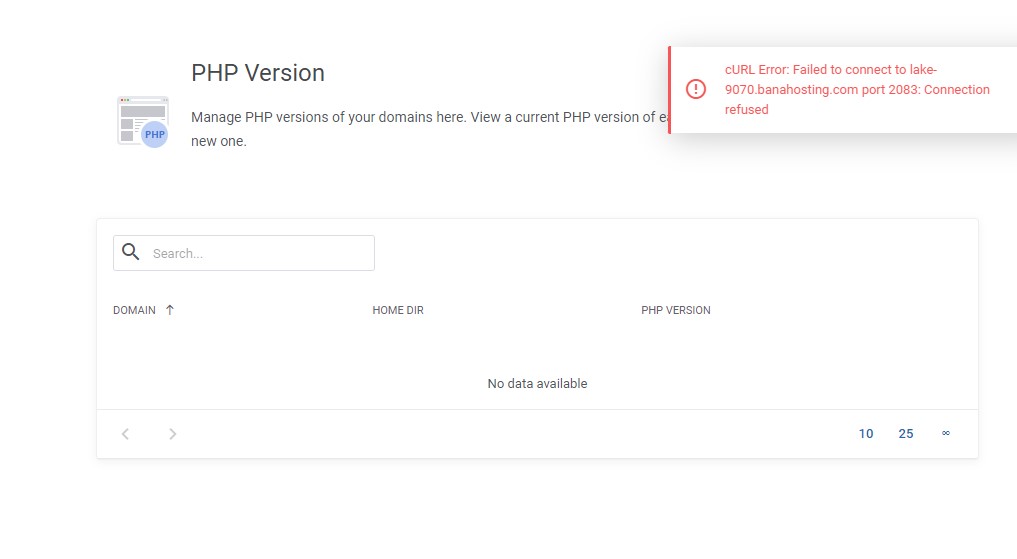 PHP Version
cURL Error: Failed to connect to lake-
9070.banahosting.com port 2083: Connection
refused
Manage PHP versions of your domains here. View a current PHP version of
new one.
PHP
Search...
DOMAIN ↑
HOME DIR
PHP VERSION
No data available
10
25
∞